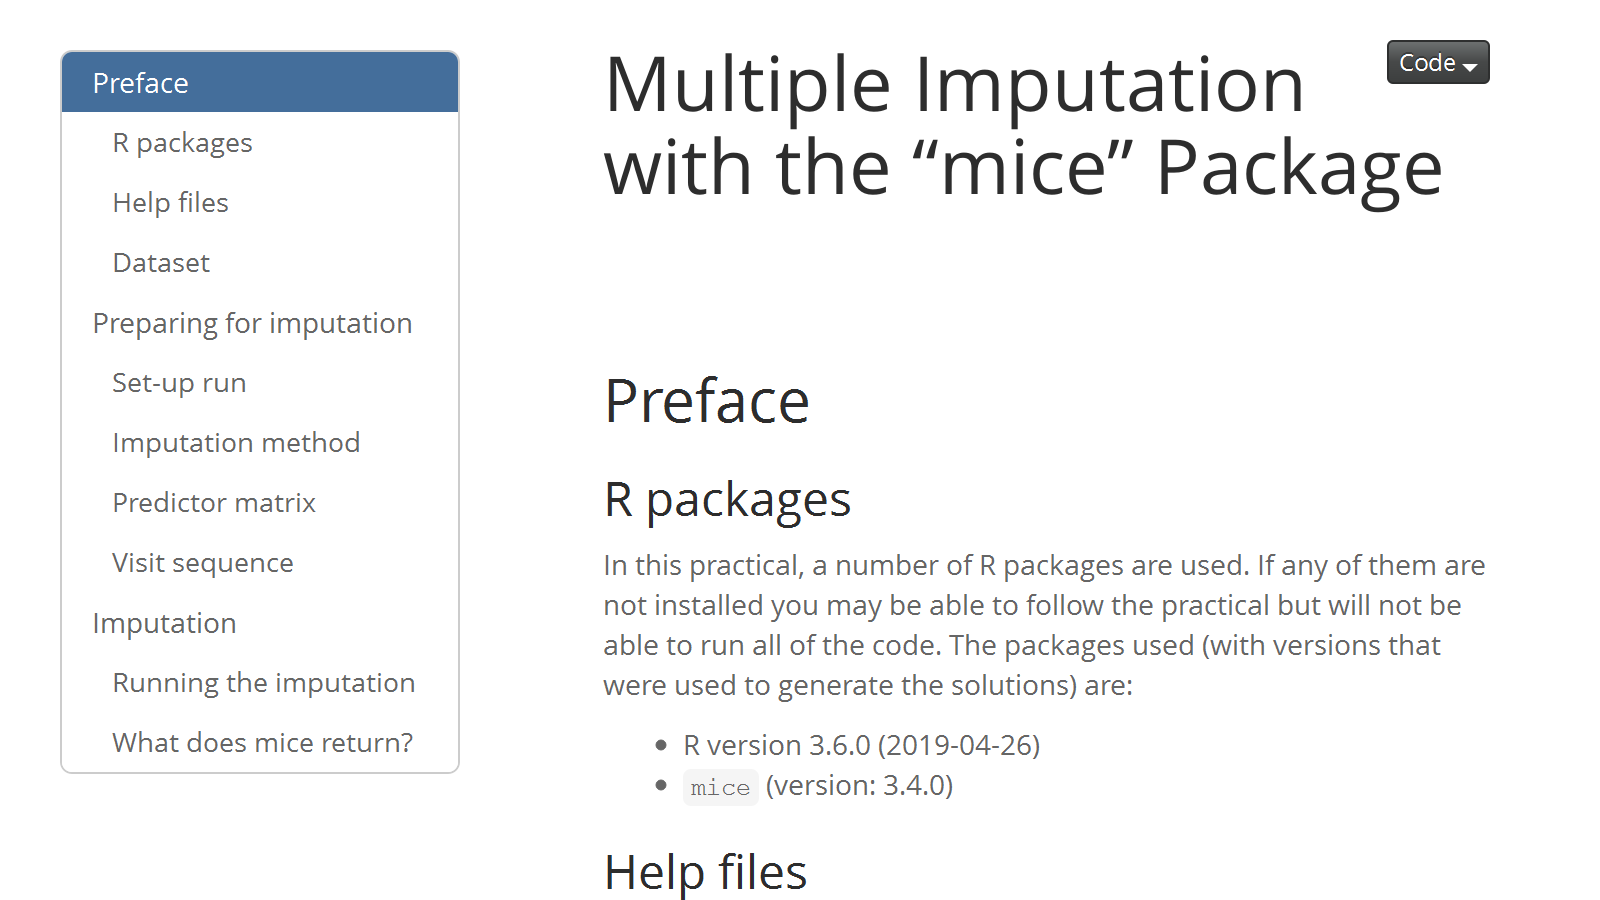 Preface
R packages
Help files
Dataset
Preparing for imputation
Set-up run
Imputation method
Predictor matrix
Visit sequence
Imputation
Running the imputation
What does mice return?
Code
Multiple Imputation
with the “mice” Package
Preface
R packages
In this practical, a number of R packages are used. If any of them are
not installed you may be able to follow the practical but will not be
able to run all of the code. The packages used (with versions that
were used to generate the solutions) are:
R version 3.6.0 (2019-04-26)
mice (version: 3.4.0)
Help files